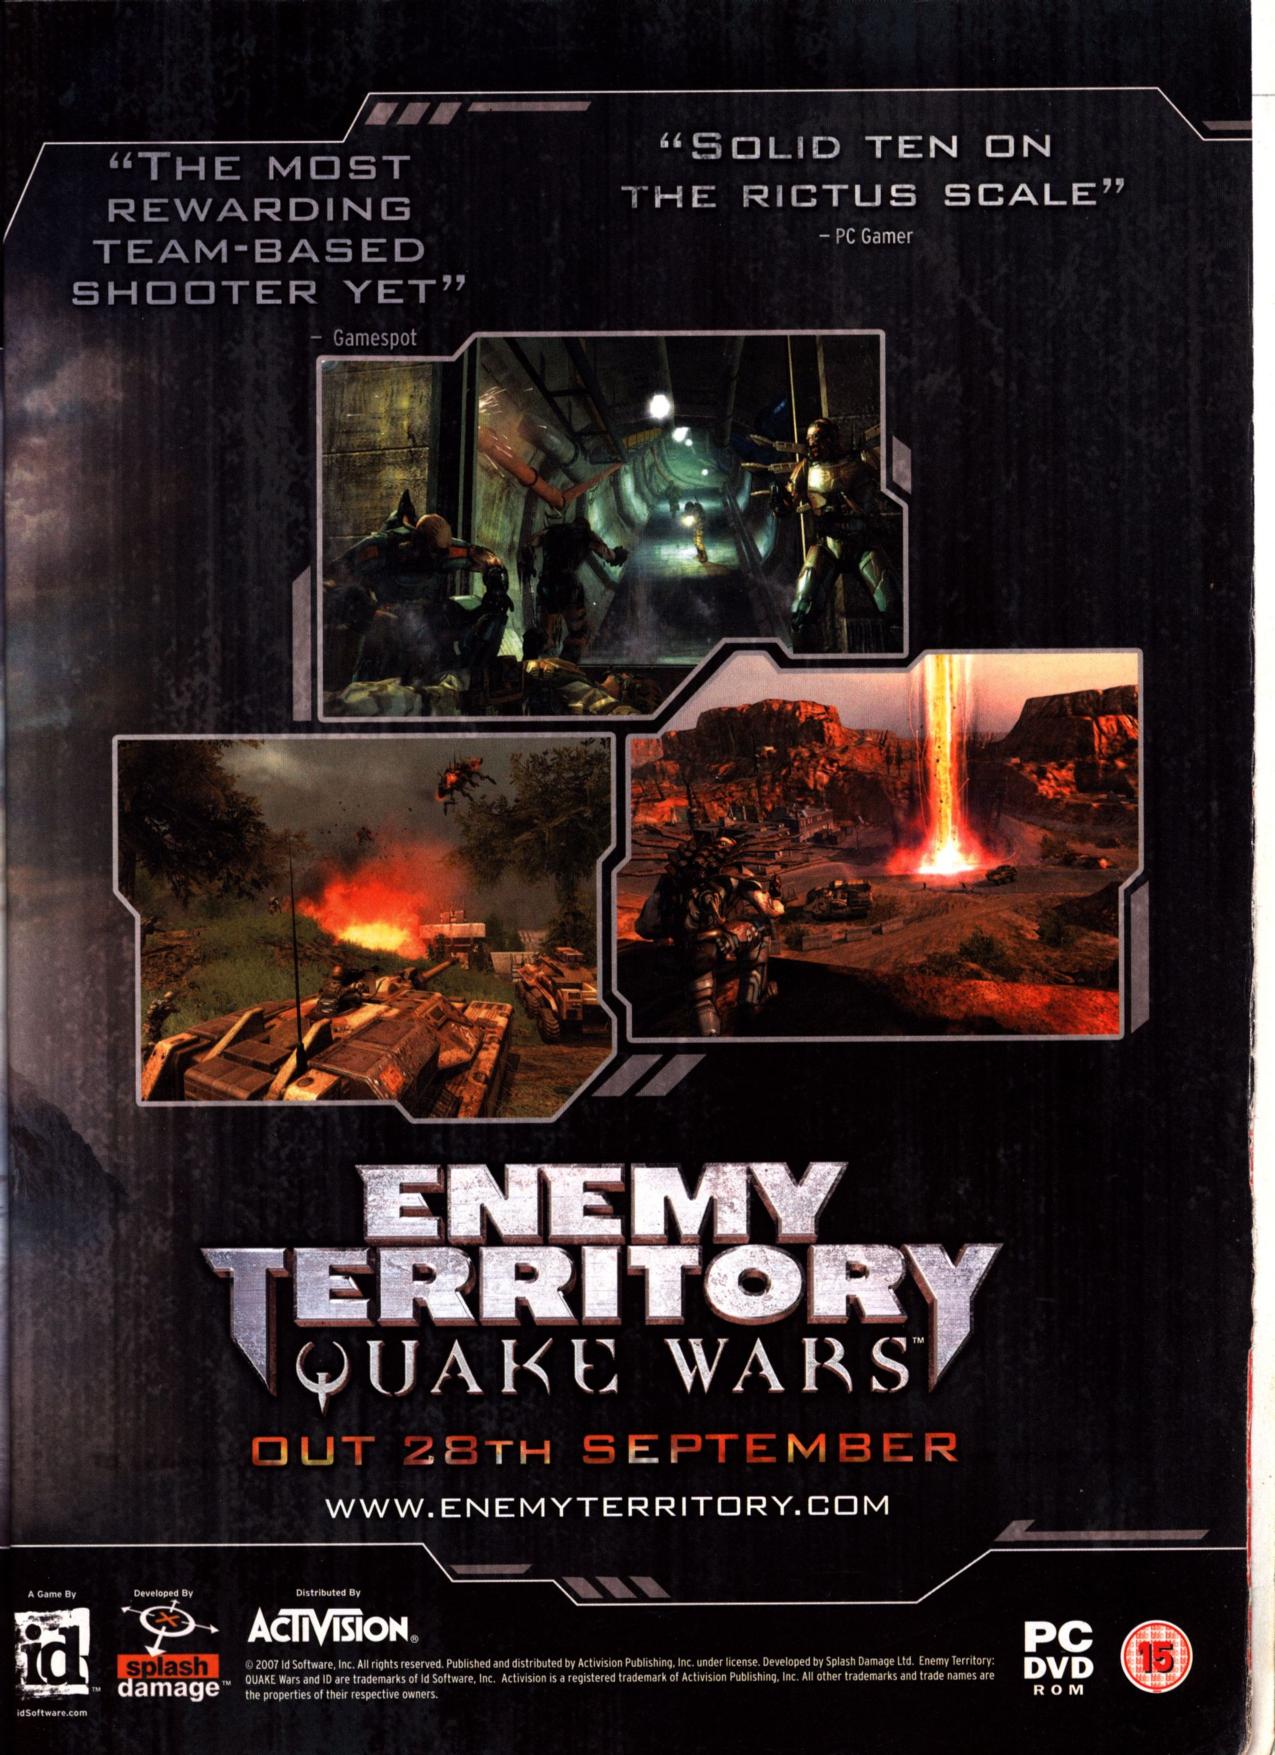 “The most
rewarding
team-based
shooter yet”
– Gamespot
“Solid ten on
the Rictus scale”
– PC Gamer
ENEMY
TERRITORY
QUAKE WARS™
OUT 28TH SEPTEMBER
WWW.ENEMYTERRITORY.COM
A Game By
id™
idSoftware.com
Developed By
splash
damage™
Distributed By
ACTIVISION®
© 2007 Id Software, Inc. All rights reserved. Published and distributed by Activision Publishing, Inc. under license. Developed by Splash Damage Ltd. Enemy Territory:
QUAKE Wars and ID are trademarks of Id Software, Inc. Activision is a registered trademark of Activision Publishing, Inc. All other trademarks and trade names are
the properties of their respective owners.
PC
DVD
ROM
15